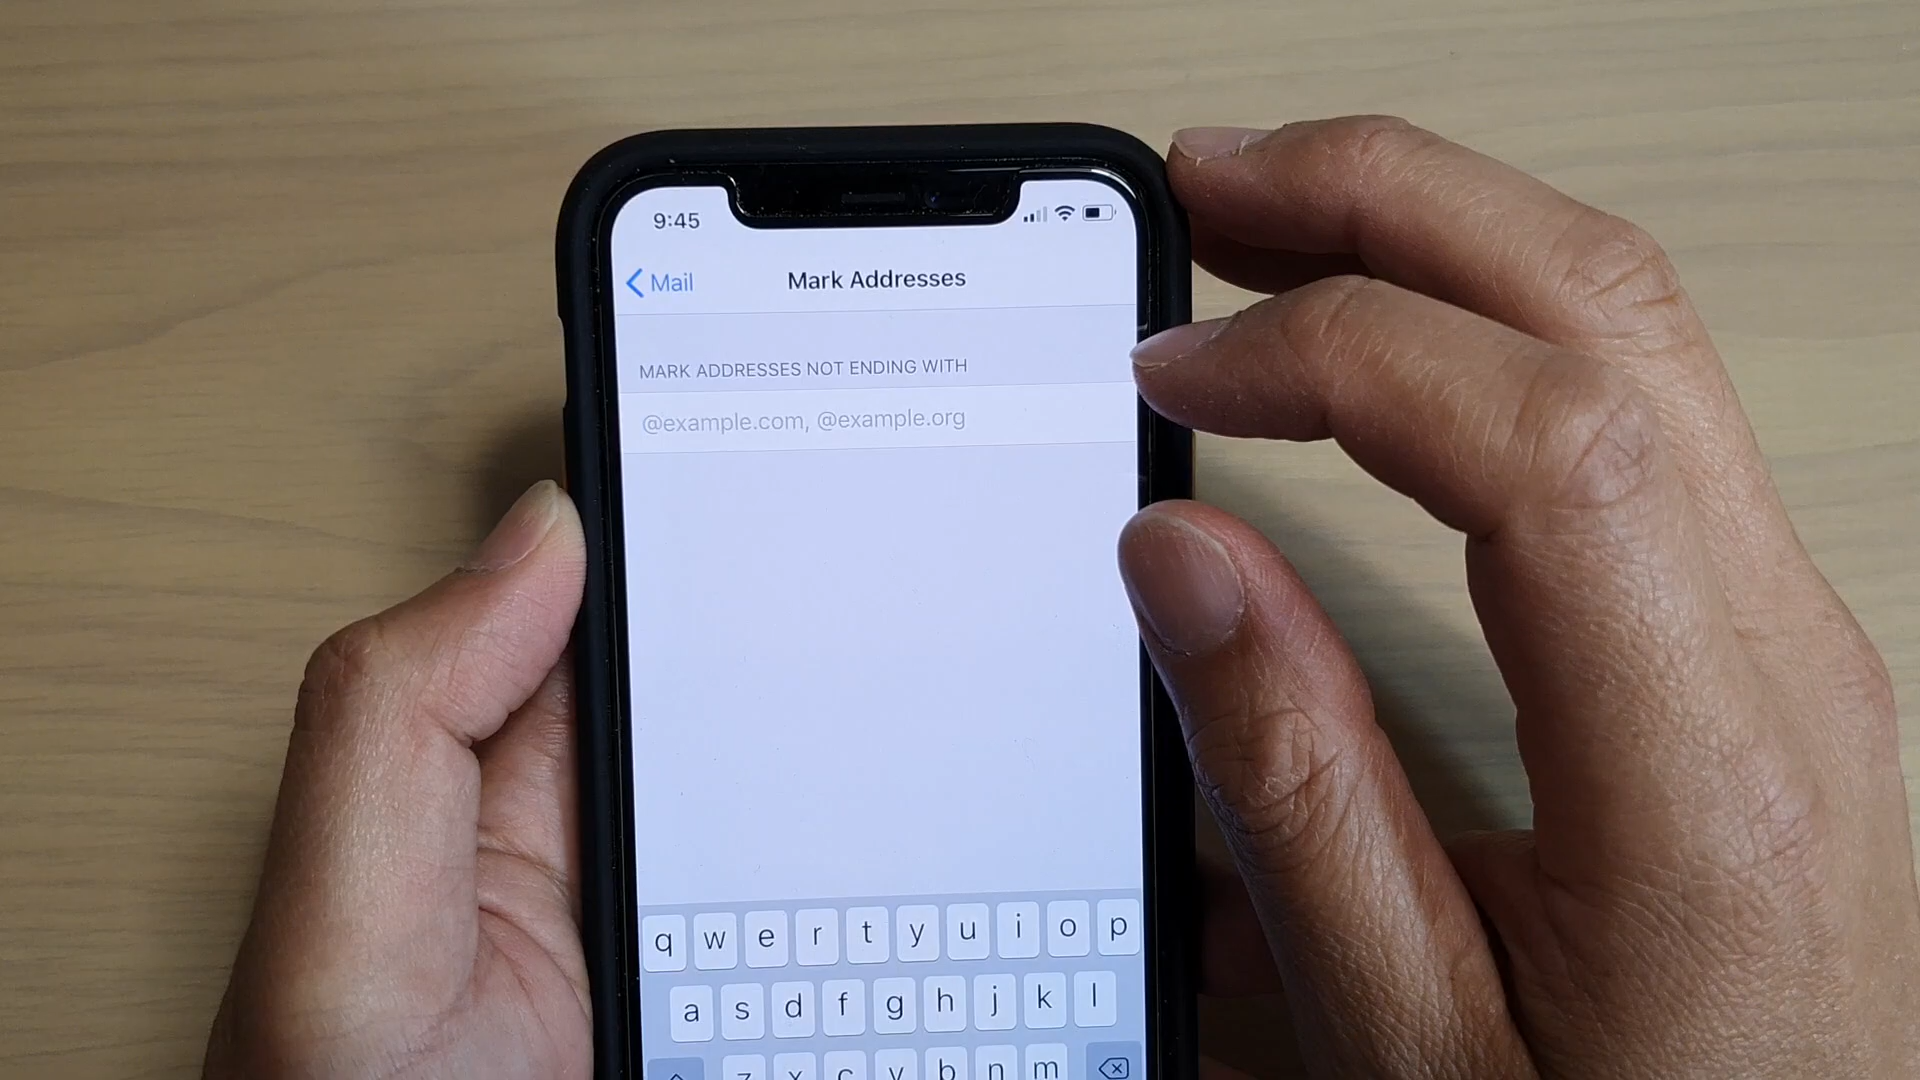 9:45
Mail
Mark Addresses
MARK ADDRESSES NOT ENDING WITH
@example.com, @example.org
q w e r t y u i o p
a s d f g h j k l
z x c v b n m